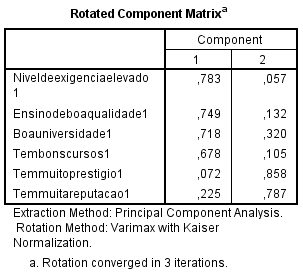 Rotated Component Matrixa
Component
1 2
Niveldeexigenciaelevado1 ,783 ,057
Ensinodeboaqualidade1 ,749 ,132
Boauniversidade1 ,718 ,320
Tembonscursos1 ,678 ,105
Temmuitoprestigio1 ,072 ,858
Temmuitareputacao1 ,225 ,787
Extraction Method: Principal Component Analysis.
Rotation Method: Varimax with Kaiser
Normalization.
a. Rotation converged in 3 iterations.